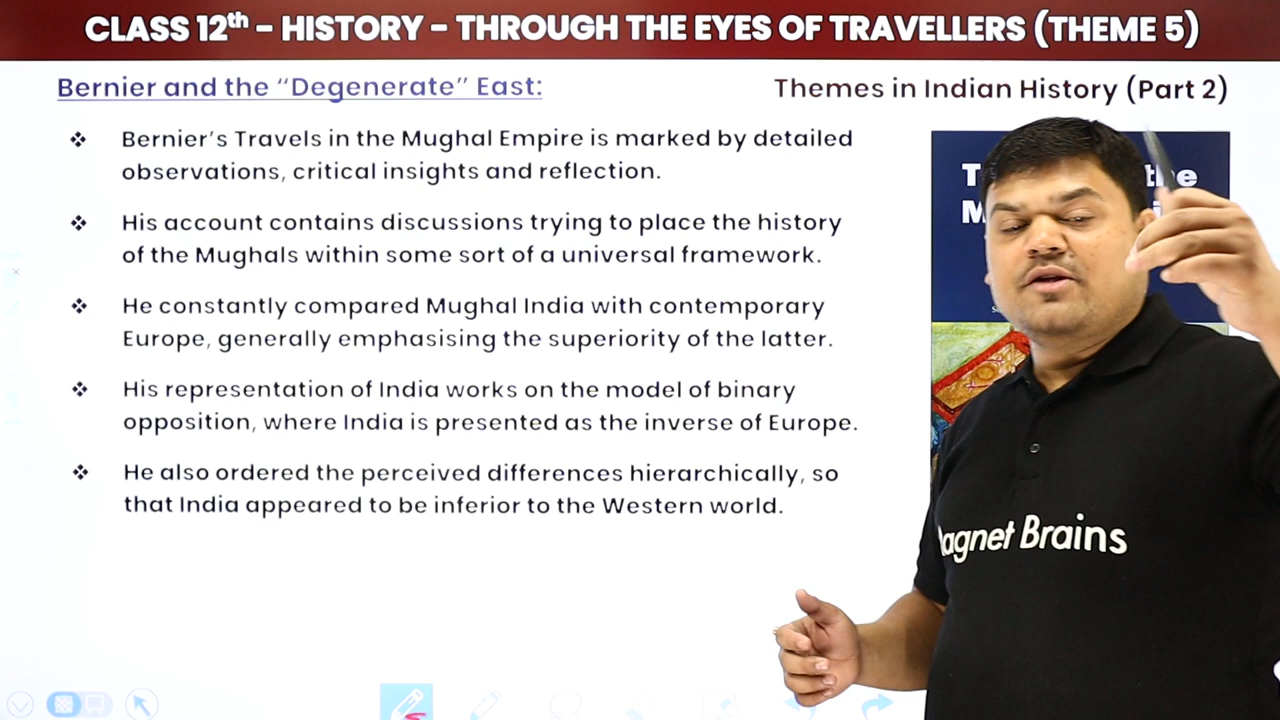 CLASS 12th – HISTORY – THROUGH THE EYES OF TRAVELLERS (THEME 5)
Bernier and the “Degenerate” East:
Themes in Indian History (Part 2)
❖ Bernier’s Travels in the Mughal Empire is marked by detailed
observations, critical insights and reflection.
❖ His account contains discussions trying to place the history
of the Mughals within some sort of a universal framework.
❖ He constantly compared Mughal India with contemporary
Europe, generally emphasising the superiority of the latter.
❖ His representation of India works on the model of binary
opposition, where India is presented as the inverse of Europe.
❖ He also ordered the perceived differences hierarchically, so
that India appeared to be inferior to the Western world.
the
agnet Brains